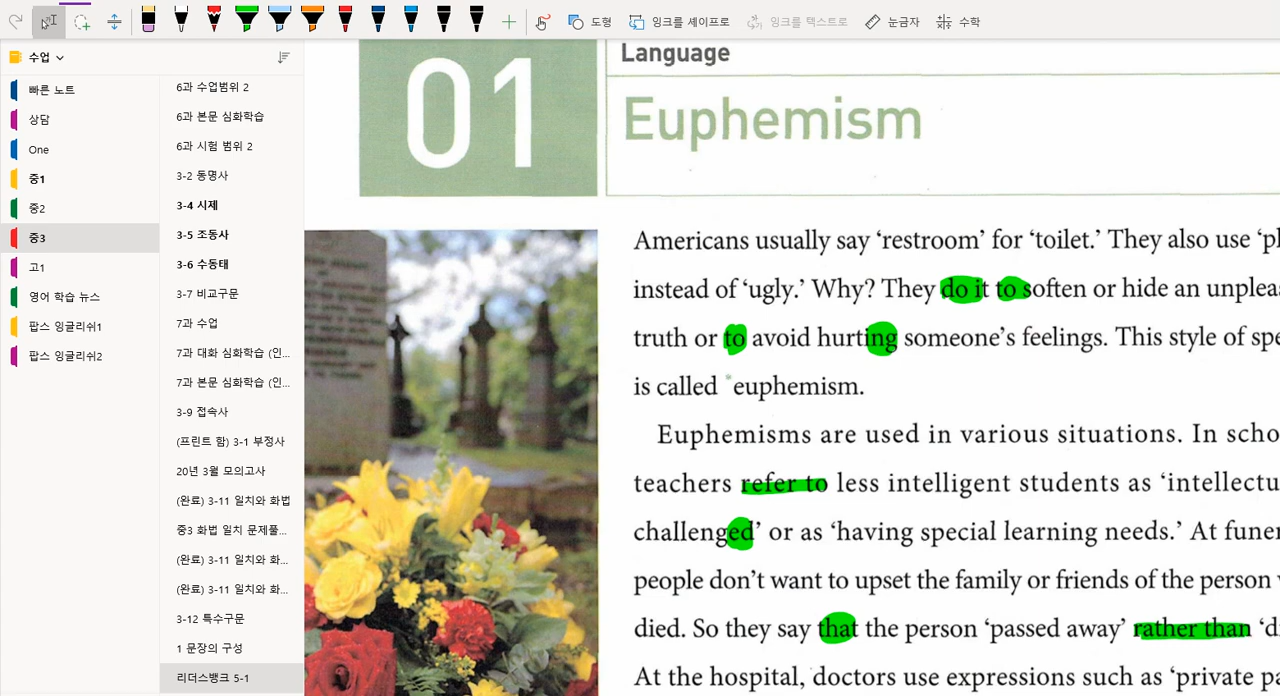 도형
잉크를 셰이프로
잉크를 텍스트로
눈금자
수학
수업
빠른 노트
상담
One
중1
중2
중3
고1
영어 학습 뉴스
팝스 잉글리쉬1
팝스 잉글리쉬2
6과 수업범위 2
6과 본문 심화학습
6과 시험 범위 2
3-2 동명사
3-4 시제
3-5 조동사
3-6 수동태
3-7 비교구문
7과 수업
7과 대화 심화학습 (인...
7과 본문 심화학습 (인...
3-9 접속사
(프린트 함) 3-1 부정사
20년 3월 모의고사
(완료) 3-11 일치와 화법
중3 화법 일치 문제풀...
(완료) 3-11 일치와 화...
(완료) 3-11 일치와 화...
3-12 특수구문
1 문장의 구성
리더스뱅크 5-1
01
Language
Euphemism
Americans usually say ‘restroom’ for ‘toilet.’ They also use ‘pl
instead of ‘ugly.’ Why? They do it to soften or hide an unpleas
truth or to avoid hurting someone’s feelings. This style of spe
is called *euphemism.
Euphemisms are used in various situations. In scho
teachers refer to less intelligent students as ‘intellectu
challenged’ or as ‘having special learning needs.’ At funer
people don’t want to upset the family or friends of the person
died. So they say that the person ‘passed away’ rather than ‘di
At the hospital, doctors use expressions such as ‘private pa